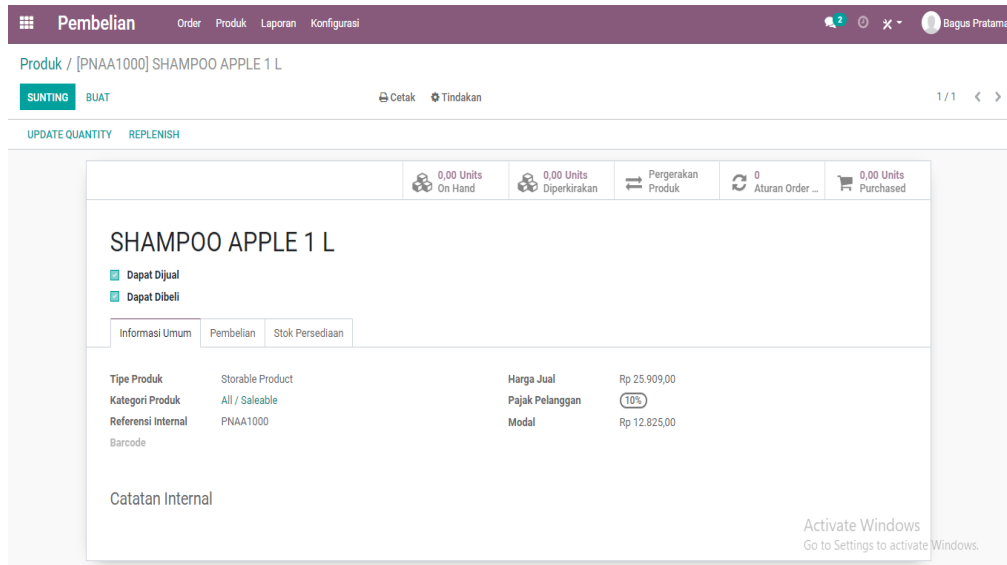 Pembelian Order Produk Laporan Konfigurasi 2 Bagus Pratama
Produk / [PNAA1000] SHAMPOO APPLE 1 L
SUNTING BUAT Cetak Tindakan 1 / 1
UPDATE QUANTITY REPLENISH
0,00 Units
On Hand
0,00 Units
Diperkirakan
Pergerakan
Produk
0
Aturan Order ...
0,00 Units
Purchased
SHAMPOO APPLE 1 L
Dapat Dijual
Dapat Dibeli
Informasi Umum Pembelian Stok Persediaan
Tipe Produk Storable Product Harga Jual Rp 25.909,00
Kategori Produk All / Saleable Pajak Pelanggan 10%
Referensi Internal PNAA1000 Modal Rp 12.825,00
Barcode
Catatan Internal
Activate Windows
Go to Settings to activate Windows.